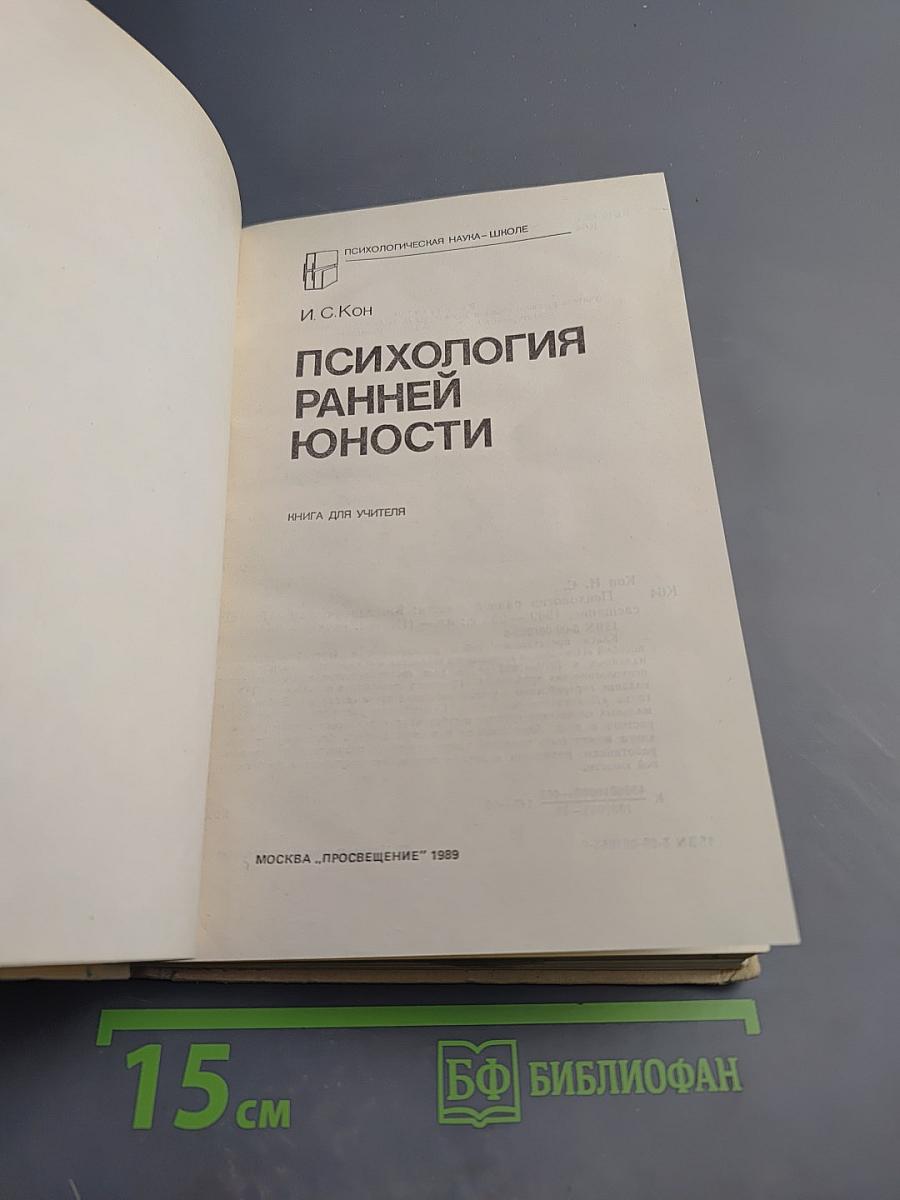 ПСИХОЛОГИЧЕСКАЯ НАУКА–ШКОЛЕ
И. С. Кон
ПСИХОЛОГИЯ
РАННЕЙ
ЮНОСТИ
КНИГА ДЛЯ УЧИТЕЛЯ
МОСКВА „ПРОСВЕЩЕНИЕ" 1989
15 см
БФ БИБЛИОФАН